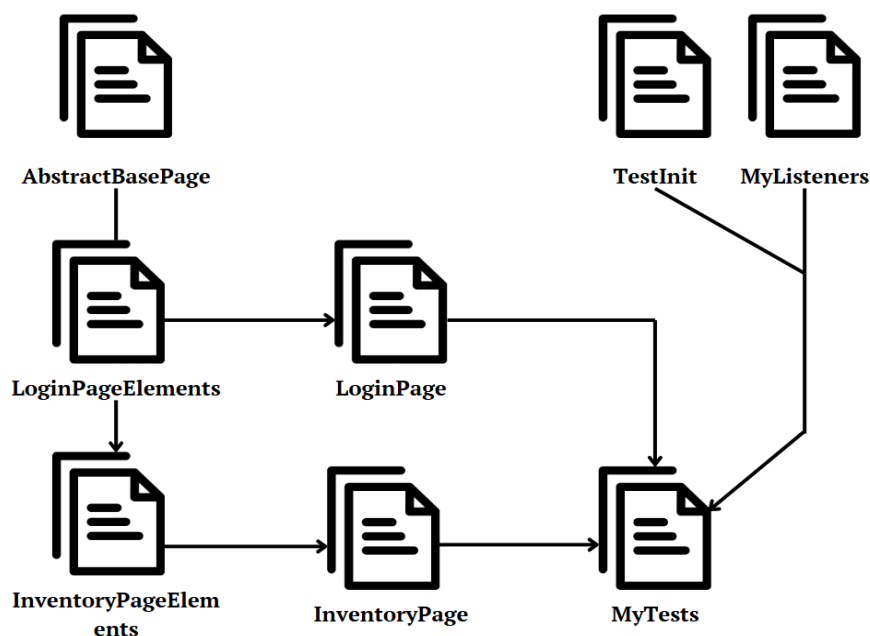 AbstractBasePage
TestInit
MyListeners
LoginPageElements
LoginPage
InventoryPageElem
ents
InventoryPage
MyTests